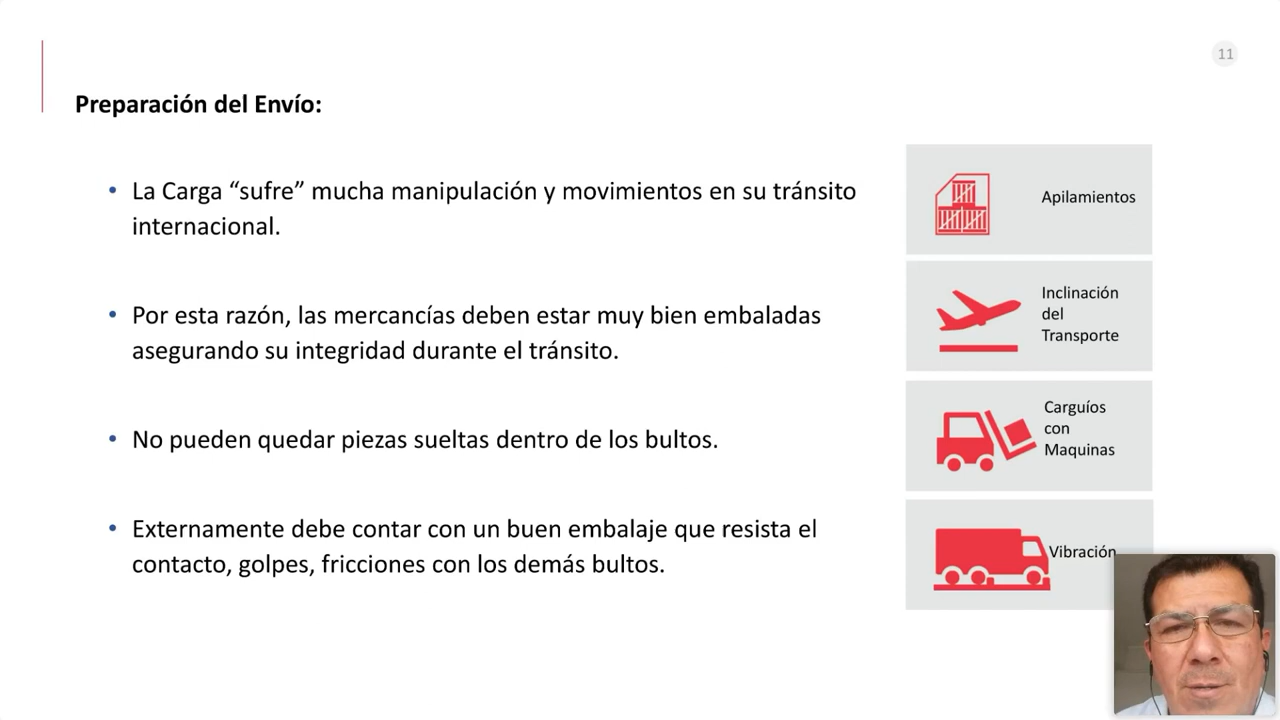 11
Preparación del Envío:
• La Carga “sufre” mucha manipulación y movimientos en su tránsito
internacional.
• Por esta razón, las mercancías deben estar muy bien embaladas
asegurando su integridad durante el tránsito.
• No pueden quedar piezas sueltas dentro de los bultos.
• Externamente debe contar con un buen embalaje que resista el
contacto, golpes, fricciones con los demás bultos.
Apilamientos
Inclinación
del
Transporte
Carguíos
con
Maquinas
Vibración